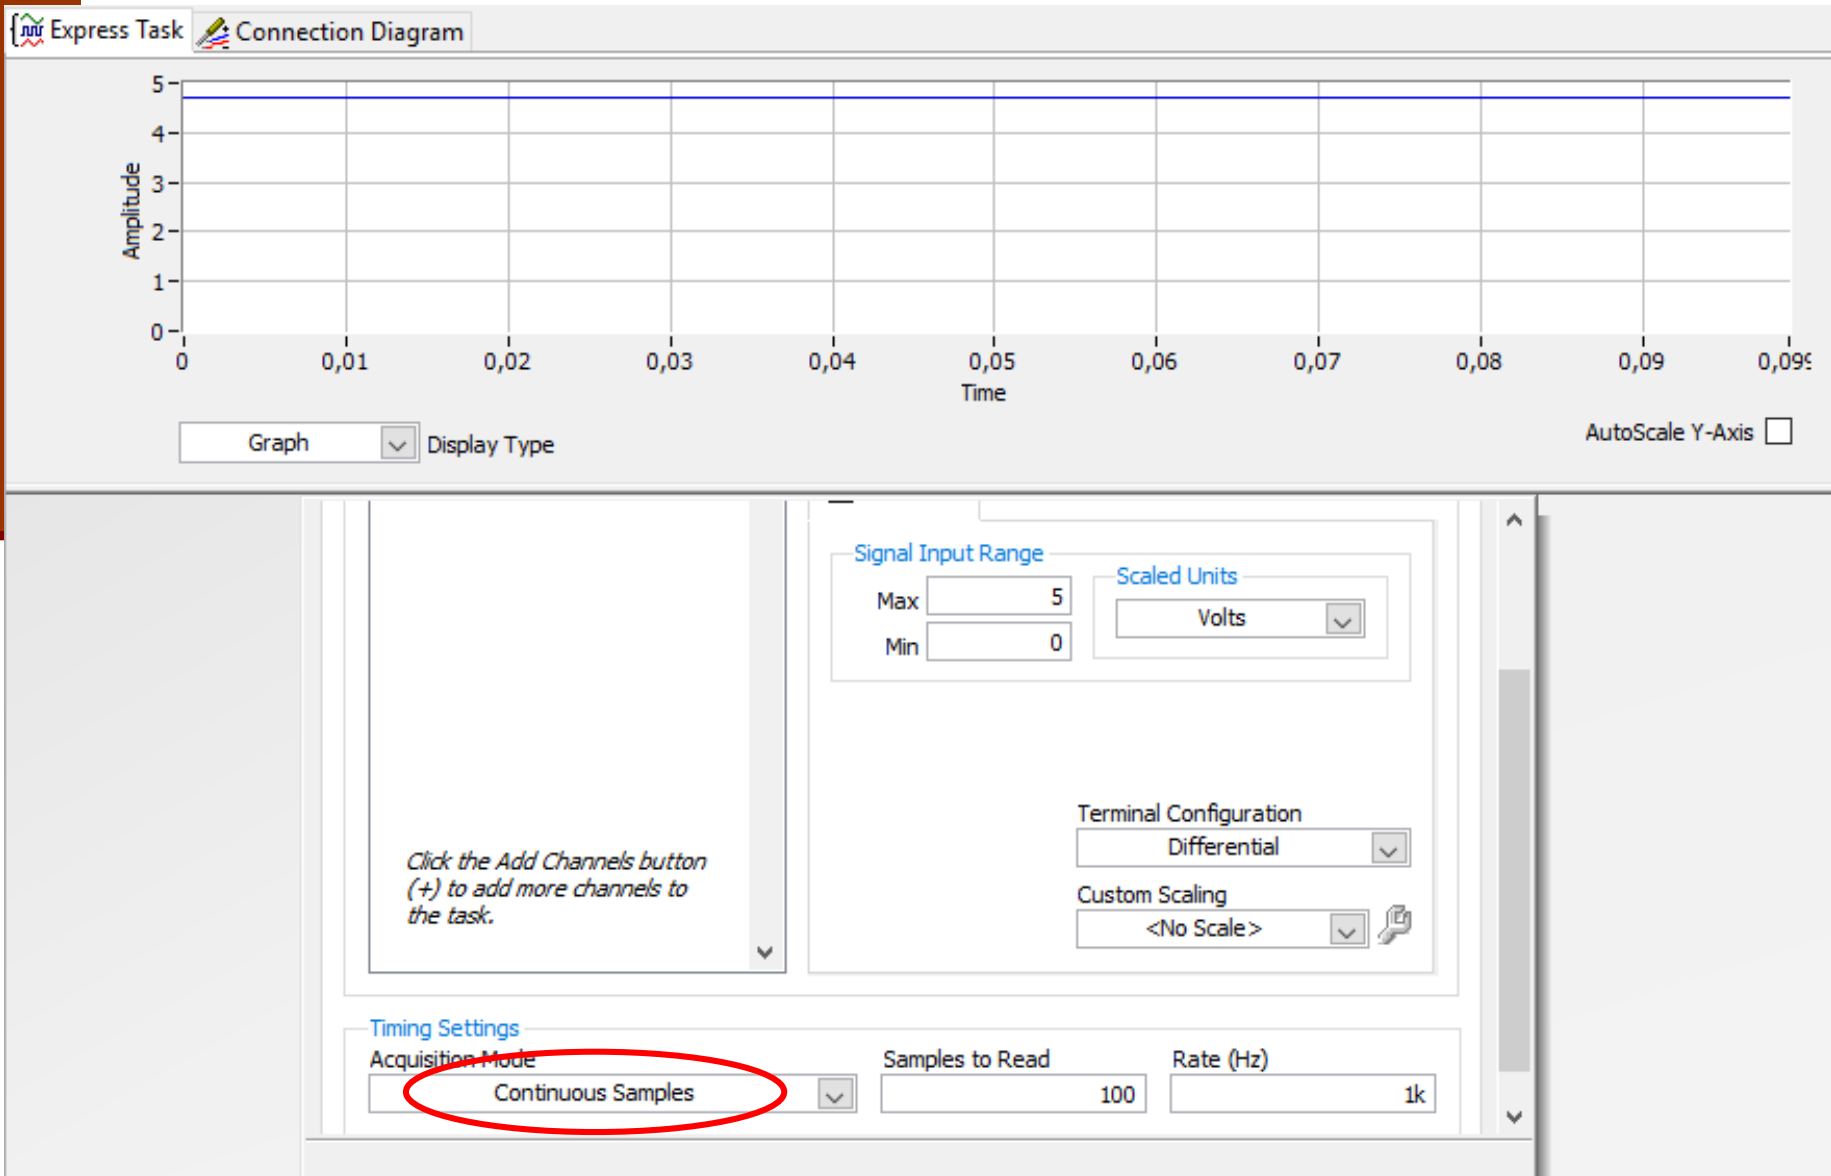 Express Task
Connection Diagram
5
4
3
2
1
0
Amplitude
0 0,01 0,02 0,03 0,04 0,05 0,06 0,07 0,08 0,09 0,099
Time
Graph
Display Type
AutoScale Y-Axis
Signal Input Range
Scaled Units
Max 5
Volts
Min 0
Terminal Configuration
Differential
Click the Add Channels button
(+) to add more channels to
the task.
Custom Scaling
<No Scale>
Timing Settings
Acquisition Mode
Samples to Read
Rate (Hz)
Continuous Samples
100
1k